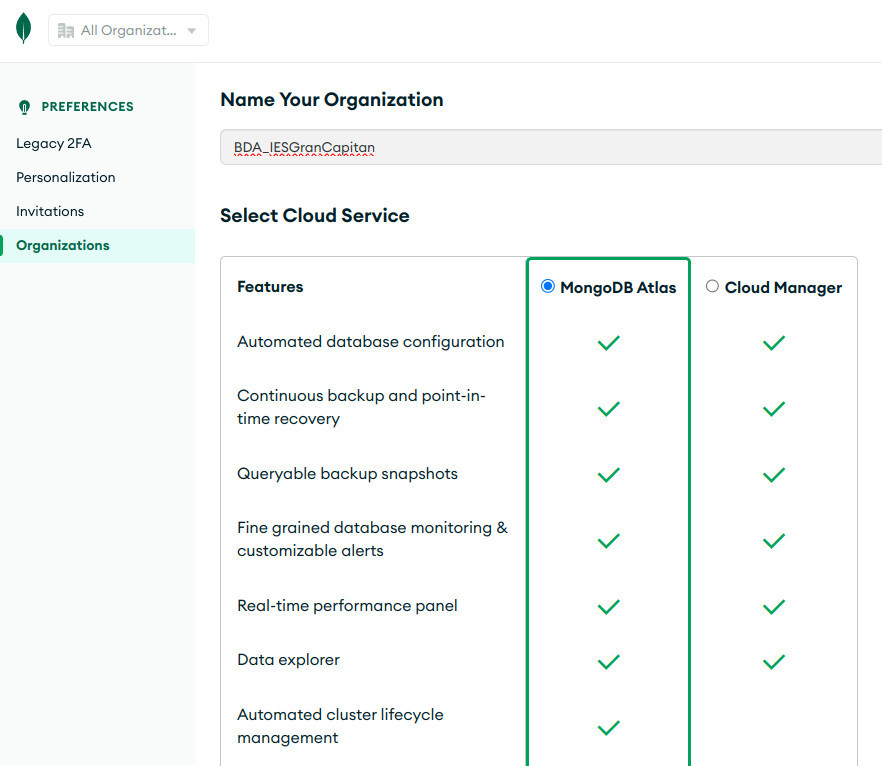 All Organizat...
PREFERENCES
Legacy 2FA
Personalization
Invitations
Organizations
Name Your Organization
BDA_IESGranCapitan
Select Cloud Service
Features MongoDB Atlas Cloud Manager
Automated database configuration
Continuous backup and point-in-
time recovery
Queryable backup snapshots
Fine grained database monitoring &
customizable alerts
Real-time performance panel
Data explorer
Automated cluster lifecycle
management